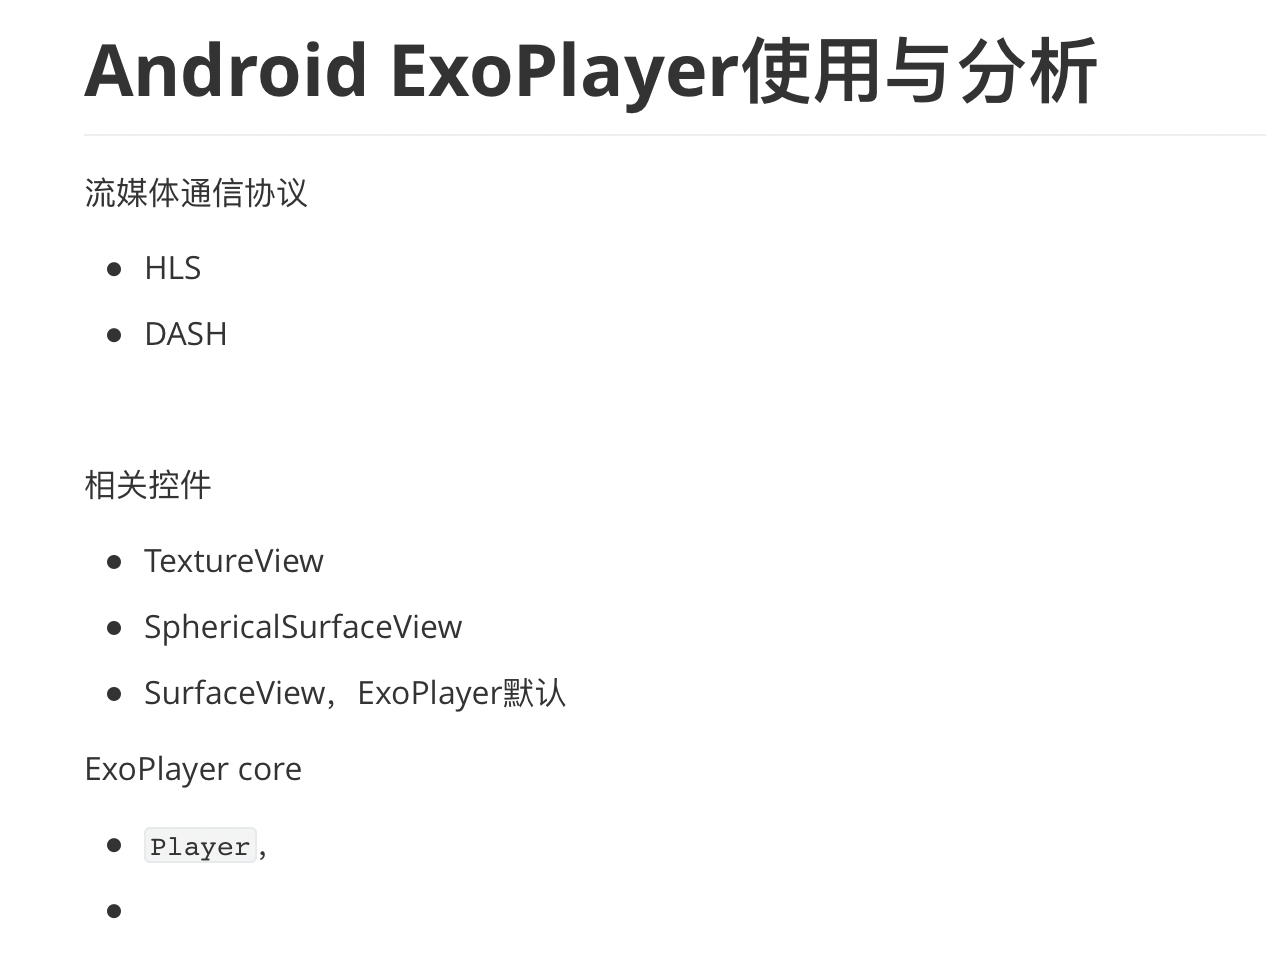 Android ExoPlayer使用与分析
流媒体通信协议
HLS
DASH
相关控件
TextureView
SphericalSurfaceView
SurfaceView，ExoPlayer默认
ExoPlayer core
Player，